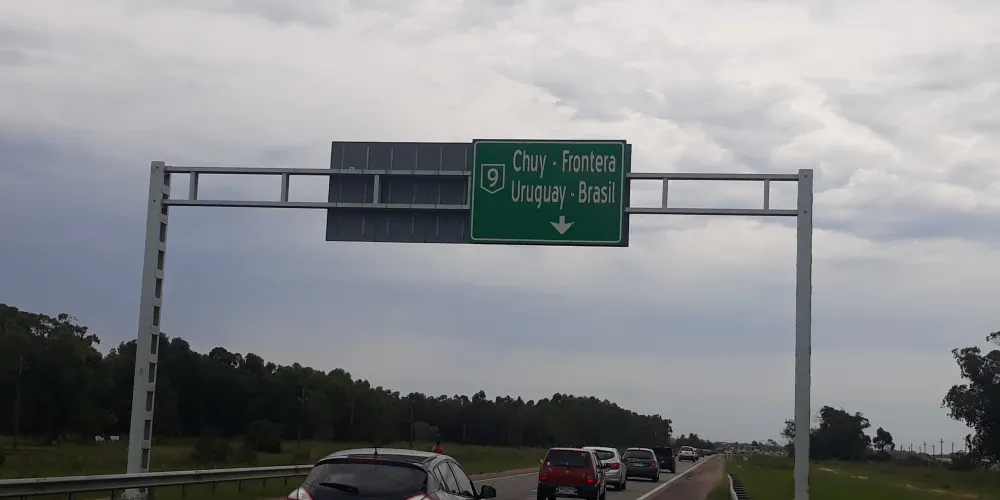 9
Chuy - Frontera
Uruguay - Brasil